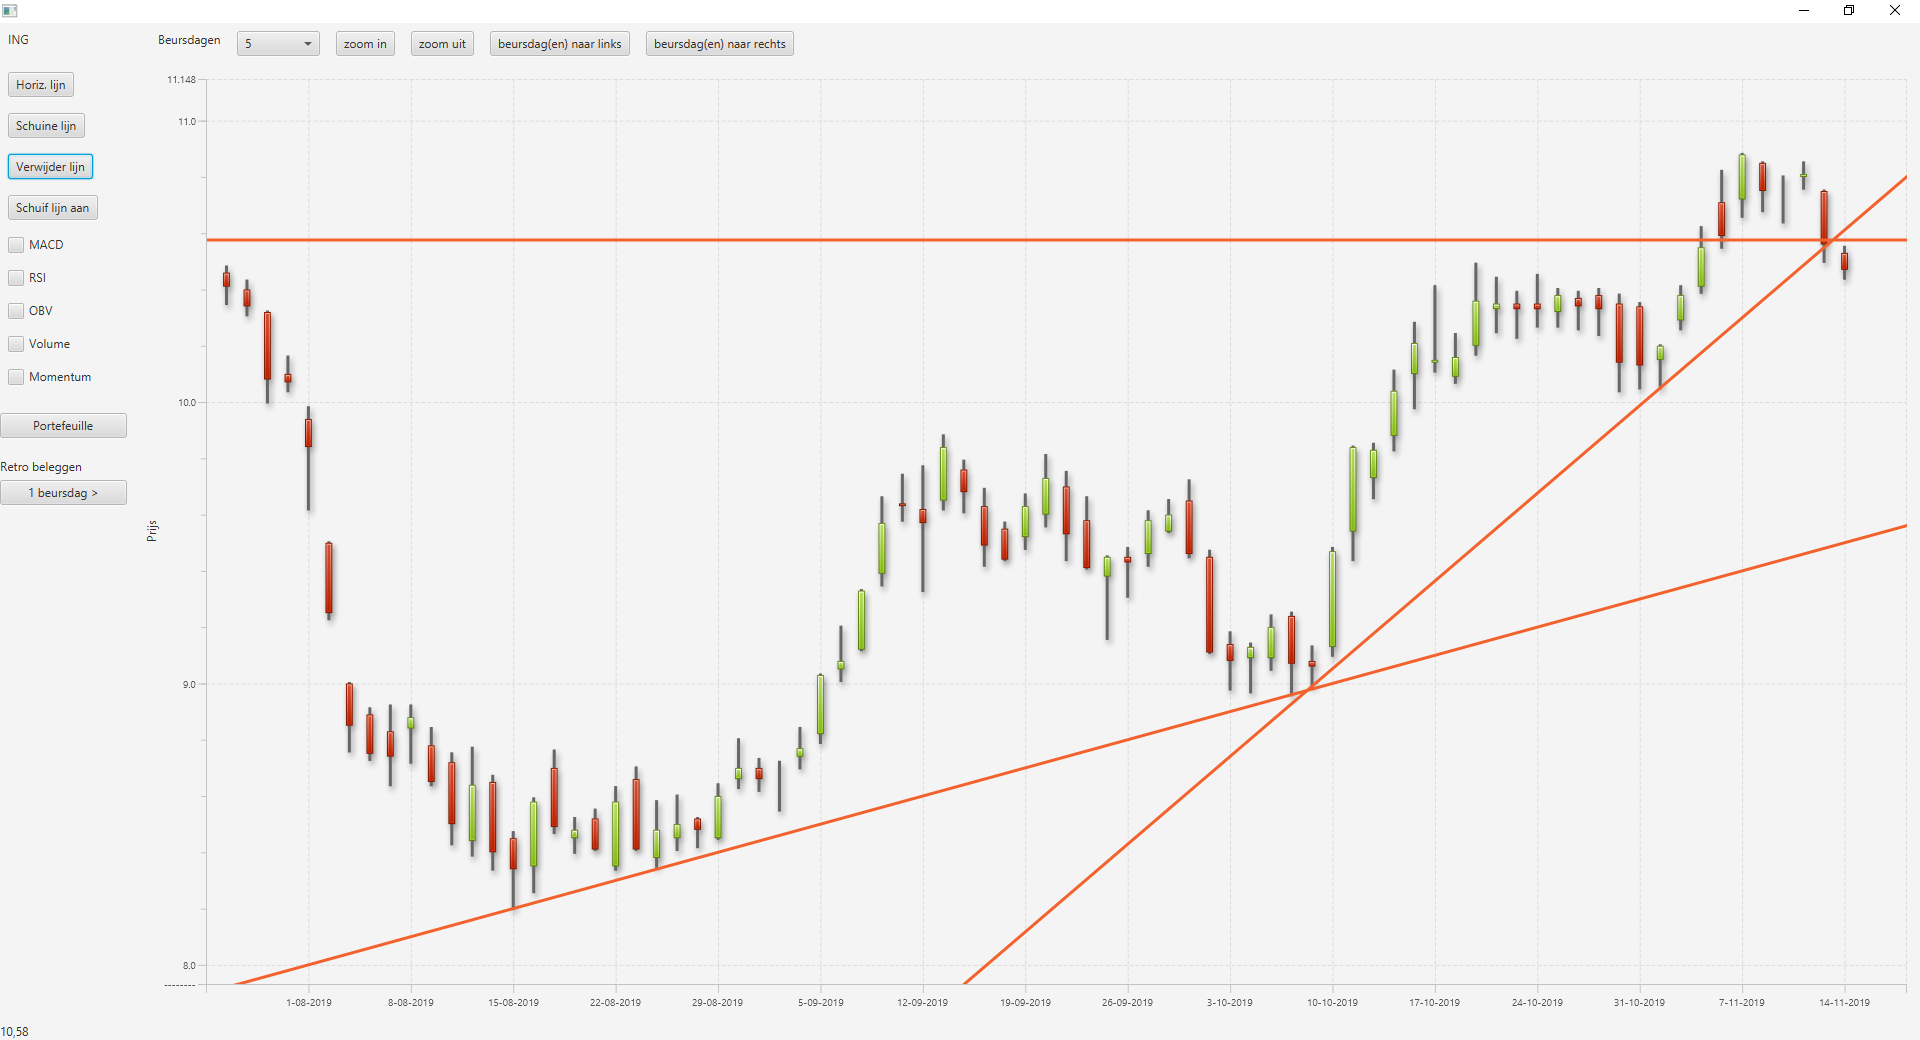 ING
Beursdagen
5
zoom in
zoom uit
beursdag(en) naar links
beursdag(en) naar rechts
Horiz. lijn
Schuine lijn
Verwijder lijn
Schuif lijn aan
MACD
RSI
OBV
Volume
Momentum
Portefeuille
Retro beleggen
1 beursdag >
Prijs
11.148
11.0
10.0
9.0
8.0
--------
1-08-2019
8-08-2019
15-08-2019
22-08-2019
29-08-2019
5-09-2019
12-09-2019
19-09-2019
26-09-2019
3-10-2019
10-10-2019
17-10-2019
24-10-2019
31-10-2019
7-11-2019
14-11-2019
10,58